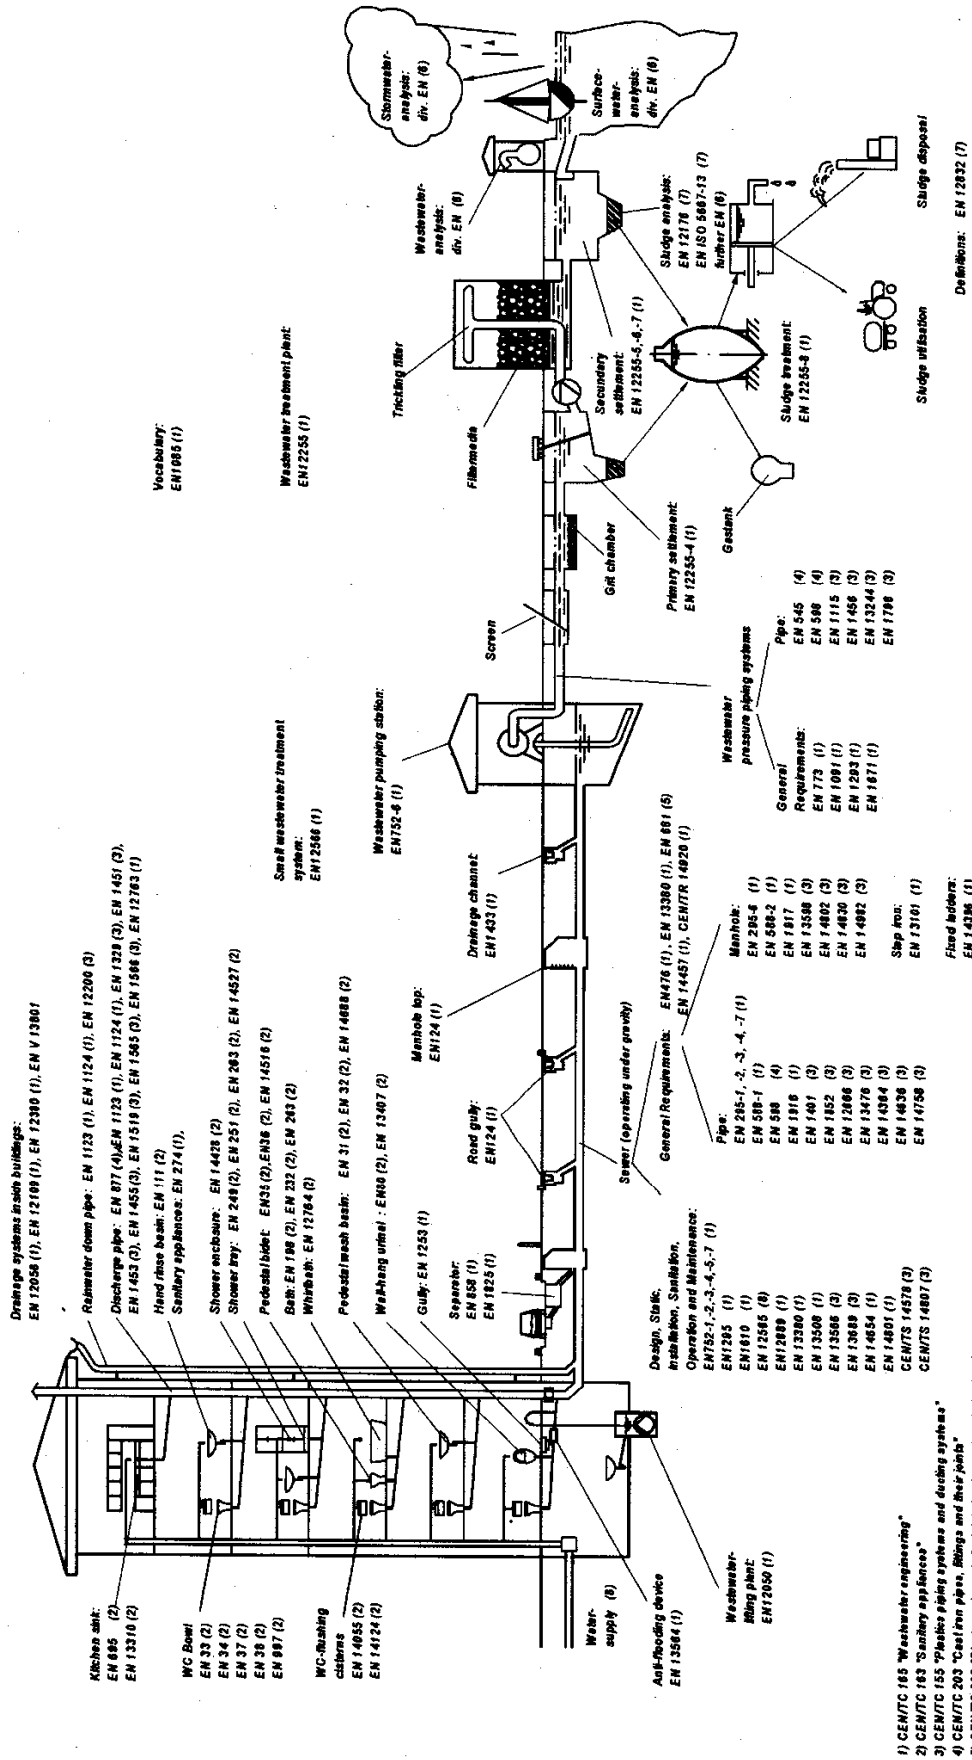 Drainage systems inside buildings:
EN 12056 (1), EN 12109 (1), EN 12380 (1), EN V 13801
Rainwater down pipe: EN 1123 (1), EN 1124 (1), EN 12200 (3)
Discharge pipe: EN 877 (4), EN 1123 (1), EN 1124 (1), EN 1329 (3), EN 1451 (3),
EN 1453 (3), EN 1455 (3), EN 1519 (3), EN 1565 (3), EN 1566 (3), EN 12763 (1)
Hand rinse basin: EN 111 (2)
Sanitary appliances: EN 274 (1),
Shower enclosure: EN 14428 (2)
Shower tray: EN 249 (2), EN 251 (2), EN 263 (2), EN 14527 (2)
Pedestal bidet: EN35 (2), EN36 (2), EN 14516 (2)
Bath: EN 198 (2), EN 232 (2), EN 263 (2)
Whirlbath: EN 12764 (2)
Pedestal wash basin: EN 31 (2), EN 32 (2), EN 14688 (2)
Wall-hang urinal : EN80 (2), EN 13407 (2)
Gully: EN 1253 (1)
Separator:
EN 858 (1)
EN 1825 (1)
Kitchen sink:
EN 695 (2)
EN 13310 (2)
WC Bowl
EN 33 (2)
EN 34 (2)
EN 37 (2)
EN 38 (2)
EN 997 (2)
WC-flushing
cisterns
EN 14055 (2)
EN 14124 (2)
Water-
supply (8)
Anti-flooding device
EN 13564 (1)
Wastewater-
lifting plant:
EN12050 (1)
Small wastewater treatment
system:
EN12566 (1)
Wastewater pumping station:
EN752-6 (1)
Drainage channel:
EN1433 (1)
Manhole top:
EN124 (1)
Road gully:
EN124 (1)
Sewer (operating under gravity)
General Requirements:
EN476 (1), EN 13380 (1), EN 681 (5)
EN 14457 (1), CEN/TR 14920 (1)
Design, Static,
Installation, Sanitation,
Operation and Maintenance:
EN752-1,-2,-3,-4,-5,-7 (1)
EN1295 (1)
EN1610 (1)
EN 12565 (8)
EN12889 (1)
EN 13380 (1)
EN 13508 (1)
EN 13566 (3)
EN 13689 (3)
EN 14654 (1)
EN 14801 (1)
CEN/TS 14578 (3)
CEN/TS 14807 (3)
Pipe:
EN 295-1, -2, -3, -4, -7 (1)
EN 588-1 (1)
EN 598 (4)
EN 1916 (1)
EN 1401 (3)
EN 1852 (3)
EN 12666 (3)
EN 13476 (3)
EN 14364 (3)
EN 14636 (3)
EN 14758 (3)
Manhole:
EN 295-6 (1)
EN 588-2 (1)
EN 1917 (1)
EN 13598 (3)
EN 14802 (3)
EN 14830 (3)
EN 14982 (3)
Step iron:
EN 13101 (1)
Fixed ladders:
EN 14396 (1)
Wastewater
pressure piping systems
General
Requirements:
EN 773 (1)
EN 1091 (1)
EN 1293 (1)
EN 1671 (1)
Pipe:
EN 545 (4)
EN 598 (4)
EN 1115 (3)
EN 1456 (3)
EN 13244 (3)
EN 1796 (3)
Vocabulary:
EN1085 (1)
Wastewater treatment plant:
EN12255 (1)
Trickling filter
Filtermedia
Screen
Grit chamber
Primary settlement:
EN 12255-4 (1)
Gastank
Secundary
settlement:
EN 12255-5,-6,-7 (1)
Sludge treatment:
EN 12255-8 (1)
Wastewater-
analysis:
div. EN (6)
Stormwater-
analysis:
div. EN (6)
Surface-
water-
analysis:
div. EN (6)
Sludge analysis:
EN 12176 (7)
EN ISO 5667-13 (7)
further EN (6)
Sludge utilisation
Sludge disposal
Definitions: EN 12832 (7)
1) CEN/TC 165 "Wastewater engineering"
2) CEN/TC 163 "Sanitary appliances"
3) CEN/TC 155 "Plastics piping systems and ducting systems"
4) CEN/TC 203 "Cast iron pipes, fittings and their joints"